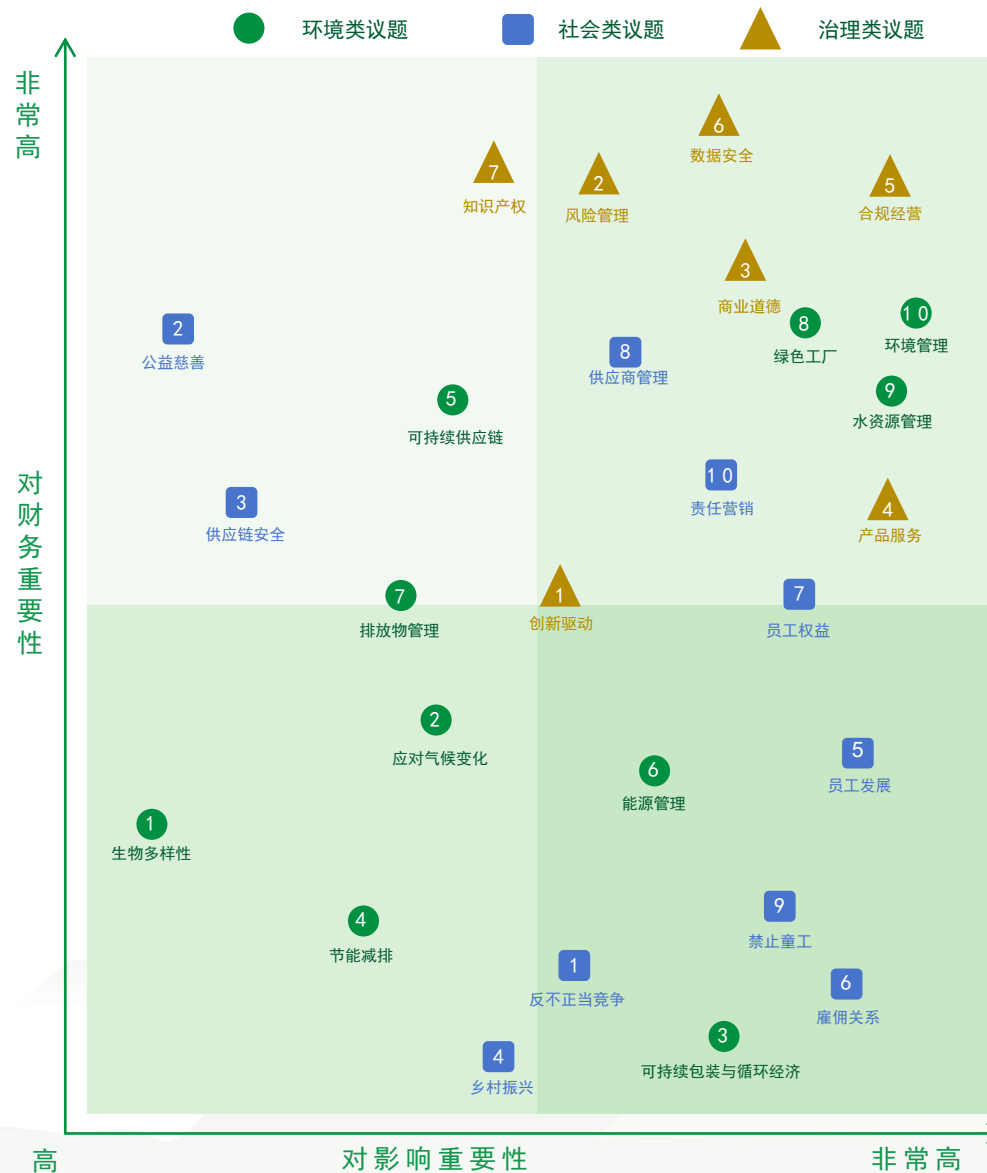 环境类议题 社会类议题 治理类议题
非常高
6
数据安全
7
知识产权
2
风险管理
5
合规经营
3
商业道德
2
公益慈善
8
供应商管理
8
绿色工厂
10
环境管理
5
可持续供应链
9
水资源管理
对财务重要性
3
供应链安全
10
责任营销
4
产品服务
7
排放物管理
1
创新驱动
7
员工权益
2
应对气候变化
6
能源管理
5
员工发展
1
生物多样性
4
节能减排
9
禁止童工
1
反不正当竞争
6
雇佣关系
4
乡村振兴
3
可持续包装与循环经济
高 对影响重要性 非常高